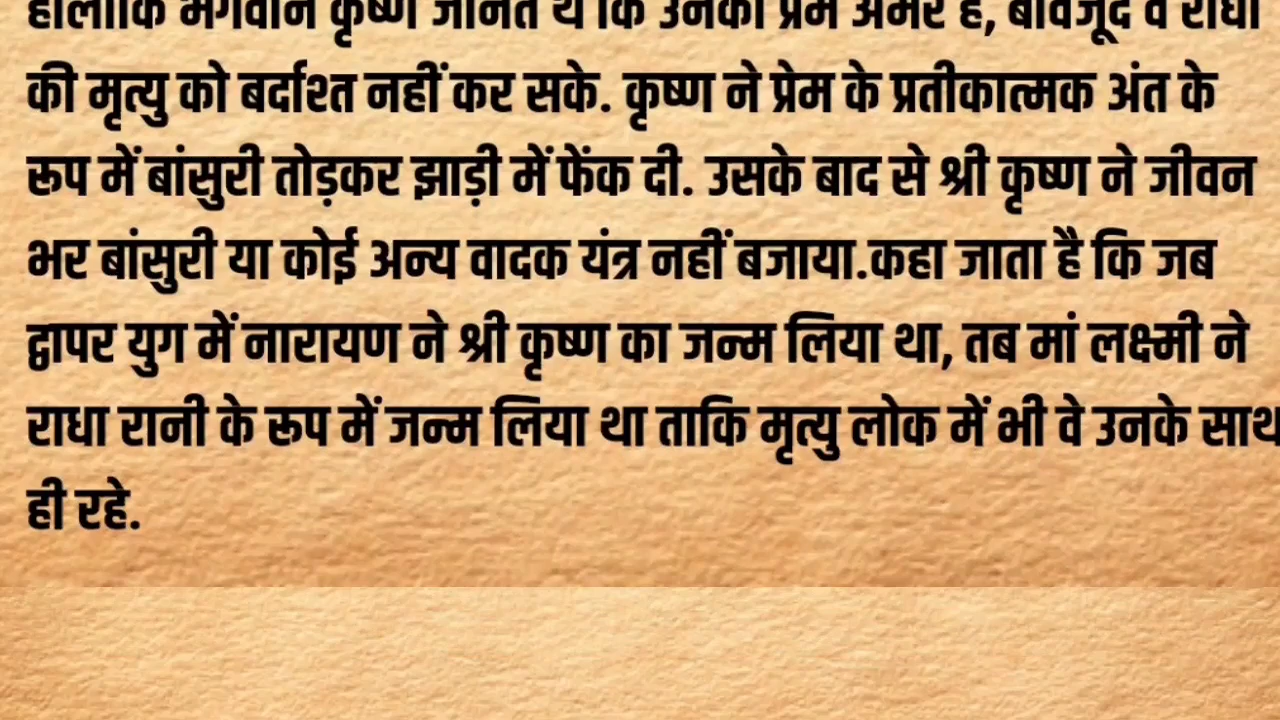 हालांकि भगवान कृष्ण जानते थे कि उनका प्रेम अमर है, बावजूद वे राधा
की मृत्यु को बर्दाश्त नहीं कर सके. कृष्ण ने प्रेम के प्रतीकात्मक अंत के
रूप में बांसुरी तोड़कर झाड़ी में फेंक दी. उसके बाद से श्री कृष्ण ने जीवन
भर बांसुरी या कोई अन्य वादक यंत्र नहीं बजाया.कहा जाता है कि जब
द्वापर युग में नारायण ने श्री कृष्ण का जन्म लिया था, तब मां लक्ष्मी ने
राधा रानी के रूप में जन्म लिया था ताकि मृत्यु लोक में भी वे उनके साथ
ही रहे.